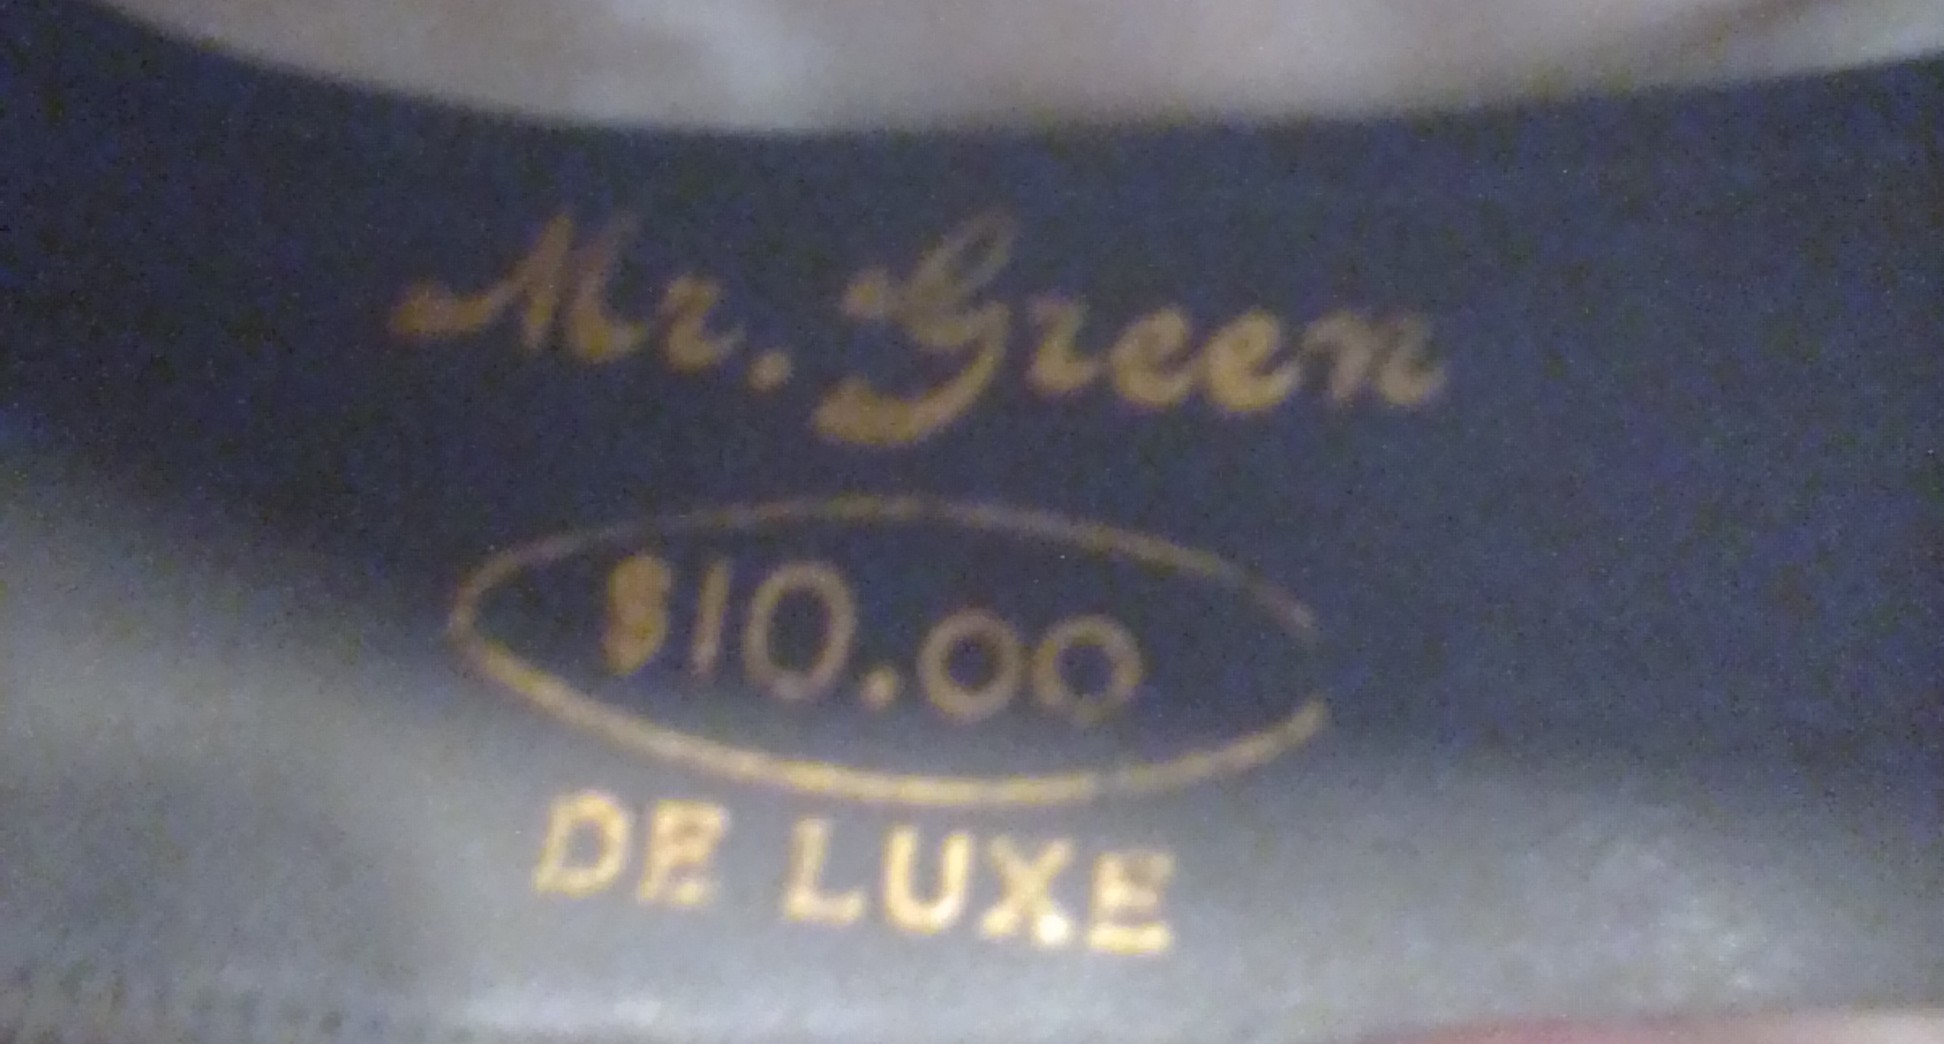 Mr. Green
$10.00
DE LUXE